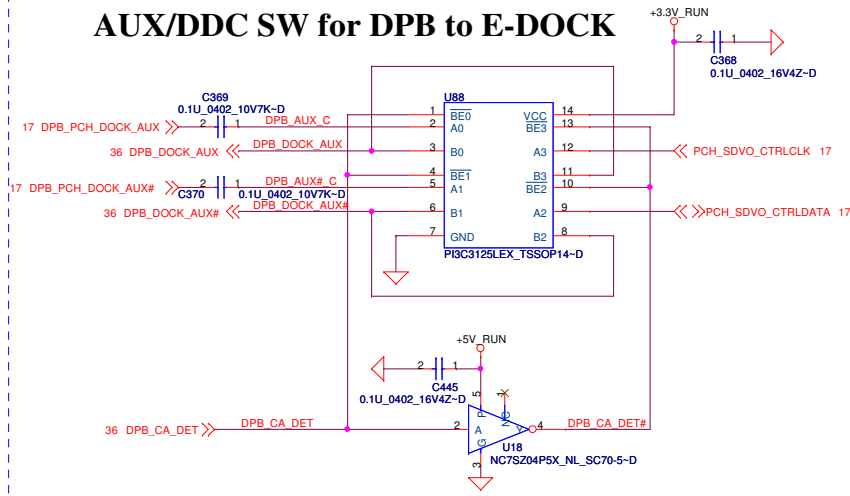 AUX/DDC SW for DPB to E-DOCK
+3.3V_RUN
2 1
C368
0.1U_0402_16V4Z~D
C369
0.1U_0402_10V7K~D
U88
17 DPB_PCH_DOCK_AUX 2 1 DPB_AUX_C
36 DPB_DOCK_AUX DPB_DOCK_AUX
17 DPB_PCH_DOCK_AUX# 2 1 DPB_AUX#_C
C370 0.1U_0402_10V7K~D
36 DPB_DOCK_AUX# DPB_DOCK_AUX#
1 BE0 VCC 14
2 A0 BE3 13
3 B0 A3 12
4 BE1 B3 11
5 A1 BE2 10
6 B1 A2 9
7 GND B2 8
PCH_SDVO_CTRLCLK 17
PCH_SDVO_CTRLDATA 17
PI3C3125LEX_TSSOP14~D
+5V_RUN
2 1
C445
0.1U_0402_16V4Z~D
36 DPB_CA_DET DPB_CA_DET
5 P 1 NC
2 A Y 4
3 G
DPB_CA_DET#
U18
NC7SZ04P5X_NL_SC70-5~D